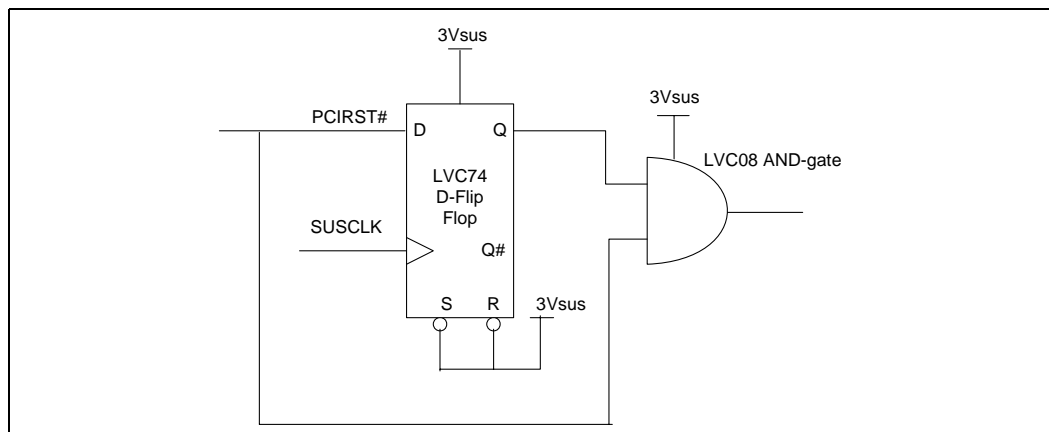 3Vsus
3Vsus
PCIRST#
D
Q
LVC08 AND-gate
LVC74
D-Flip
Flop
SUSCLK
Q#
S
R
3Vsus